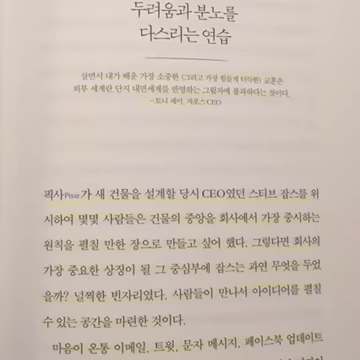 두려움과 분노를
다스리는 연습
살면서 내가 배운 가장 소중한 (그리고 가장 힘들게 터득한) 교훈은
외부 세계란 단지 내면세계를 반영하는 그림자에 불과하다는 것이다.
- 토니 셰이, 자포스 CEO
픽사Pixar가 새 건물을 설계할 당시 CEO였던 스티브 잡스를 위
시하여 몇몇 사람들은 건물의 중앙을 회사에서 가장 중시하는
원칙을 펼칠 만한 장으로 만들고 싶어 했다. 그렇다면 회사의
가장 중요한 상징이 될 그 중심부에 잡스는 과연 무엇을 두었
을까? 널찍한 빈자리였다. 사람들이 만나서 아이디어를 펼칠
수 있는 공간을 마련한 것이다.
마음이 온통 이메일, 트윗, 문자 메시지, 페이스북 업데이트